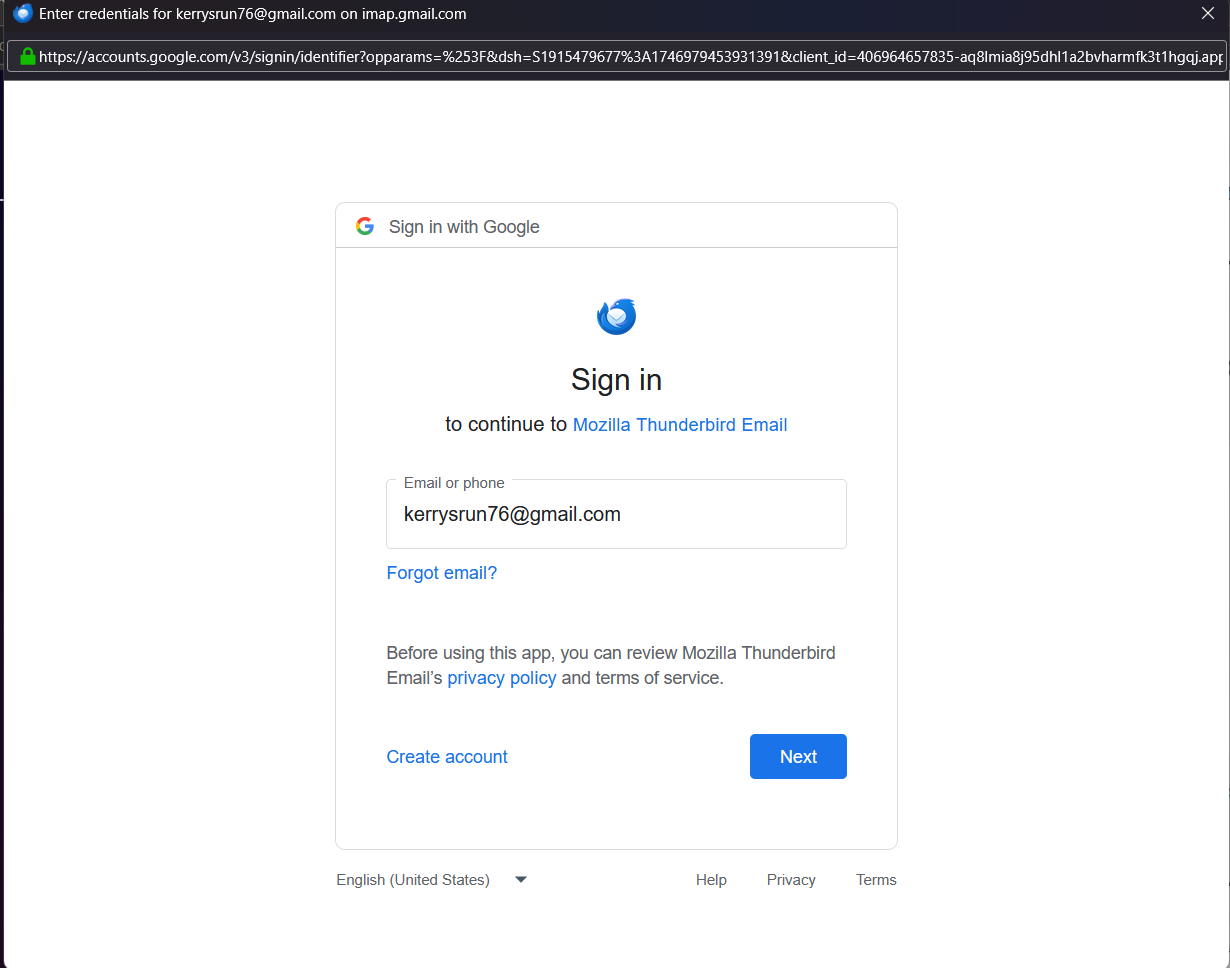 Enter credentials for kerrysrun76@gmail.com on imap.gmail.com
https://accounts.google.com/v3/signin/identifier?opparams=%253F&dsh=S1915479677%3A1746979453931391&client_id=406964657835-aq8lmia8j95dhl1a2bvharmfk3t1hgqj.app
Sign in with Google
Sign in
to continue to Mozilla Thunderbird Email
Email or phone
kerrysrun76@gmail.com
Forgot email?
Before using this app, you can review Mozilla Thunderbird
Email’s privacy policy and terms of service.
Create account
Next
English (United States)
Help Privacy Terms